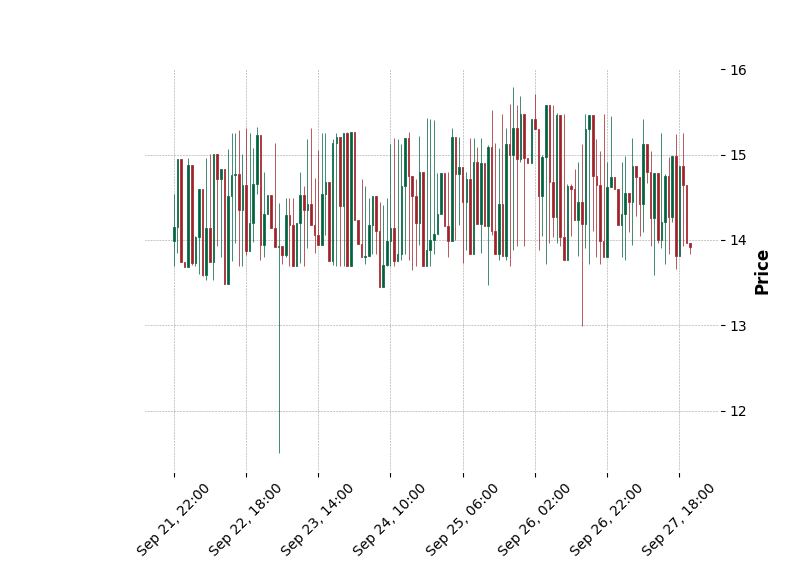 16
15
14
13
12
Price
Sep 21, 22:00
Sep 22, 18:00
Sep 23, 14:00
Sep 24, 10:00
Sep 25, 06:00
Sep 26, 02:00
Sep 26, 22:00
Sep 27, 18:00